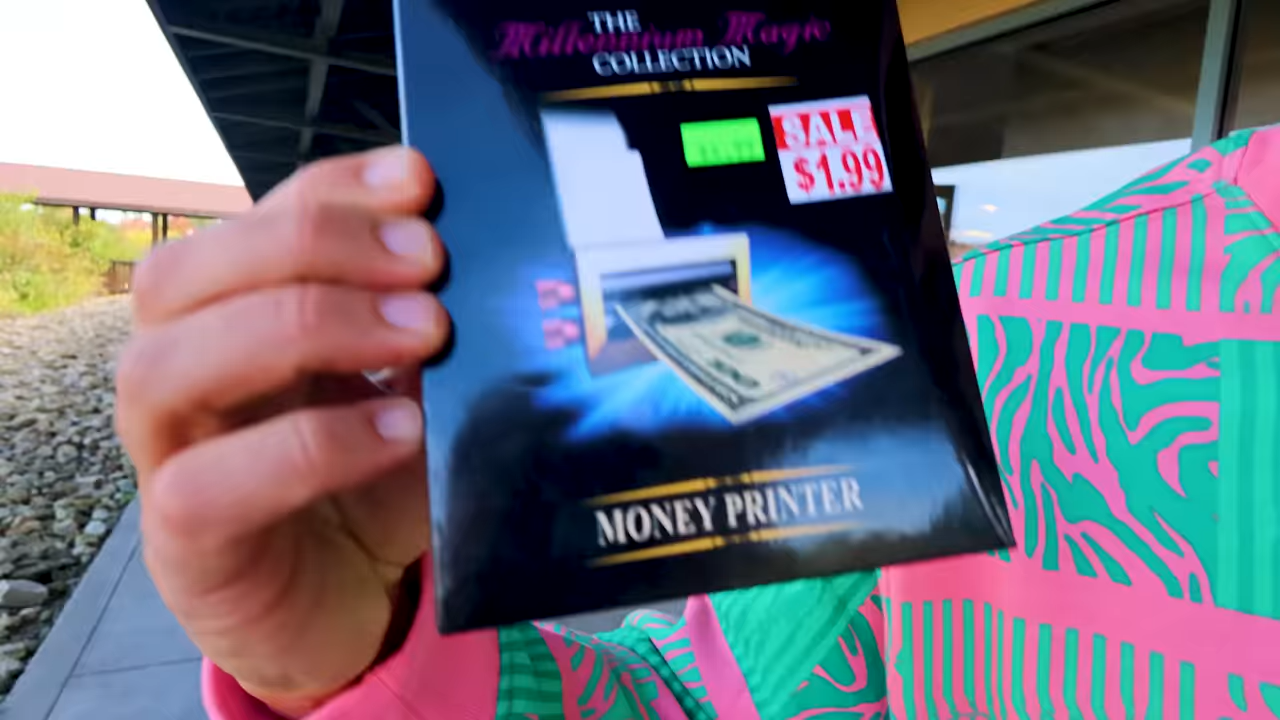 THE
Millennium Magic
COLLECTION
SALE
$1.99
MONEY PRINTER